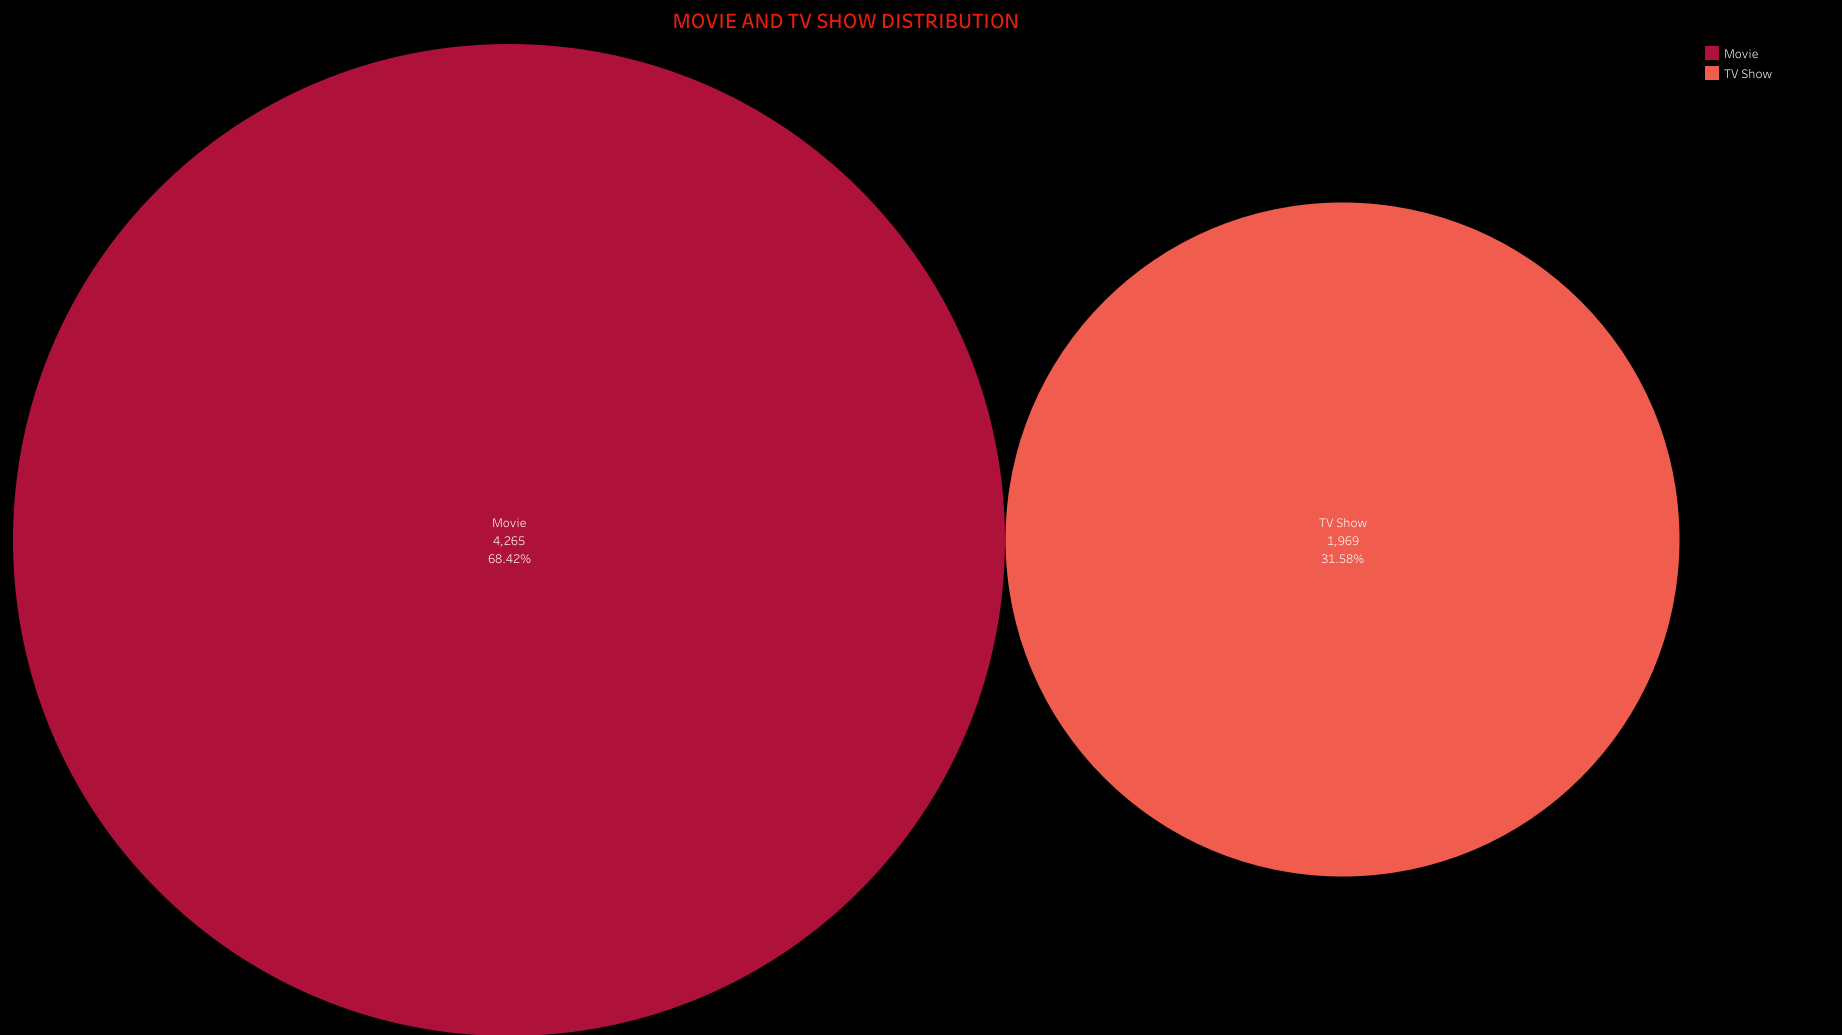 MOVIE AND TV SHOW DISTRIBUTION
Movie
TV Show
Movie
4,265
68.42%
TV Show
1,969
31.58%